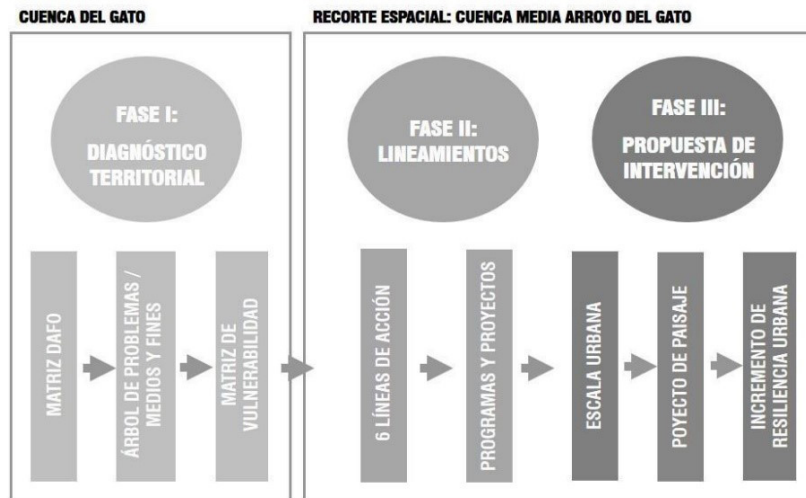 CUENCA DEL GATO
RECORTE ESPACIAL: CUENCA MEDIA ARROYO DEL GATO
FASE I:
DIAGNÓSTICO
TERRITORIAL
FASE II:
LINEAMIENTOS
FASE III:
PROPUESTA DE
INTERVENCIÓN
MATRIZ DAFO
ÁRBOL DE PROBLEMAS /
MEDIOS Y FINES
MATRIZ DE
VULNERABILIDAD
6 LÍNEAS DE ACCIÓN
PROGRAMAS Y PROYECTOS
ESCALA URBANA
POYECTO DE PAISAJE
INCREMENTO DE
RESILIENCIA URBANA